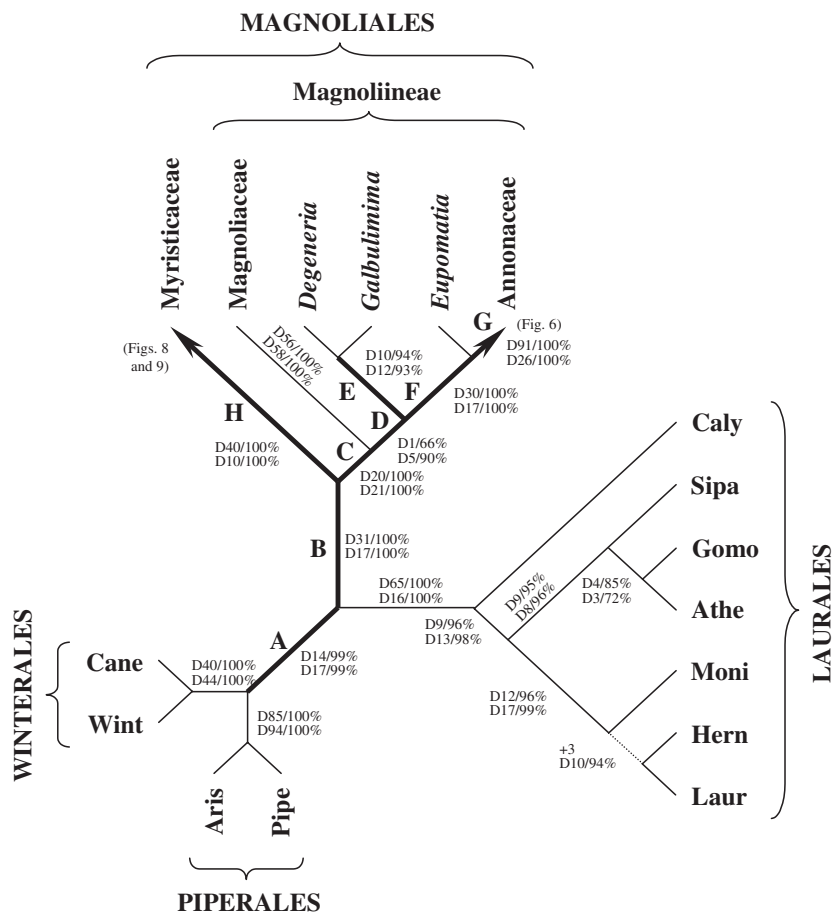 MAGNOLIALES
Magnoliineae
Myristicaceae
Magnoliaceae
Degeneria
Galbulimima
Eupomatia
Annonaceae
G
(Fig. 6)
(Figs. 8
and 9)
D56/100%
D58/100%
D10/94%
D12/93%
D91/100%
D26/100%
E
F
D30/100%
D17/100%
H
D
C
D1/66%
D5/90%
D40/100%
D10/100%
D20/100%
D21/100%
B
D31/100%
D17/100%
Caly
Sipa
Gomo
Athe
Moni
Hern
Laur
LAURALES
D65/100%
D16/100%
D9/95%
D8/96%
D4/85%
D3/72%
D9/96%
D13/98%
D12/96%
D17/99%
+3
D10/94%
A
D14/99%
D17/99%
WINTERALES
Cane
Wint
D40/100%
D44/100%
D85/100%
D94/100%
Aris
Pipe
PIPERALES